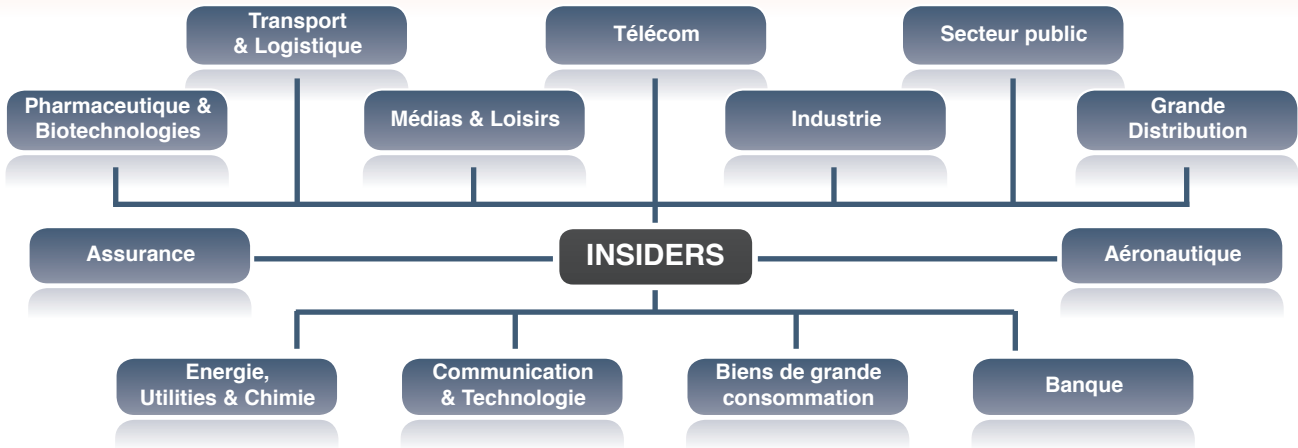 Transport
& Logistique
Télécom
Secteur public
Pharmaceutique &
Biotechnologies
Médias & Loisirs
Industrie
Grande
Distribution
Assurance
INSIDERS
Aéronautique
Energie,
Utilities & Chimie
Communication
& Technologie
Biens de grande
consommation
Banque